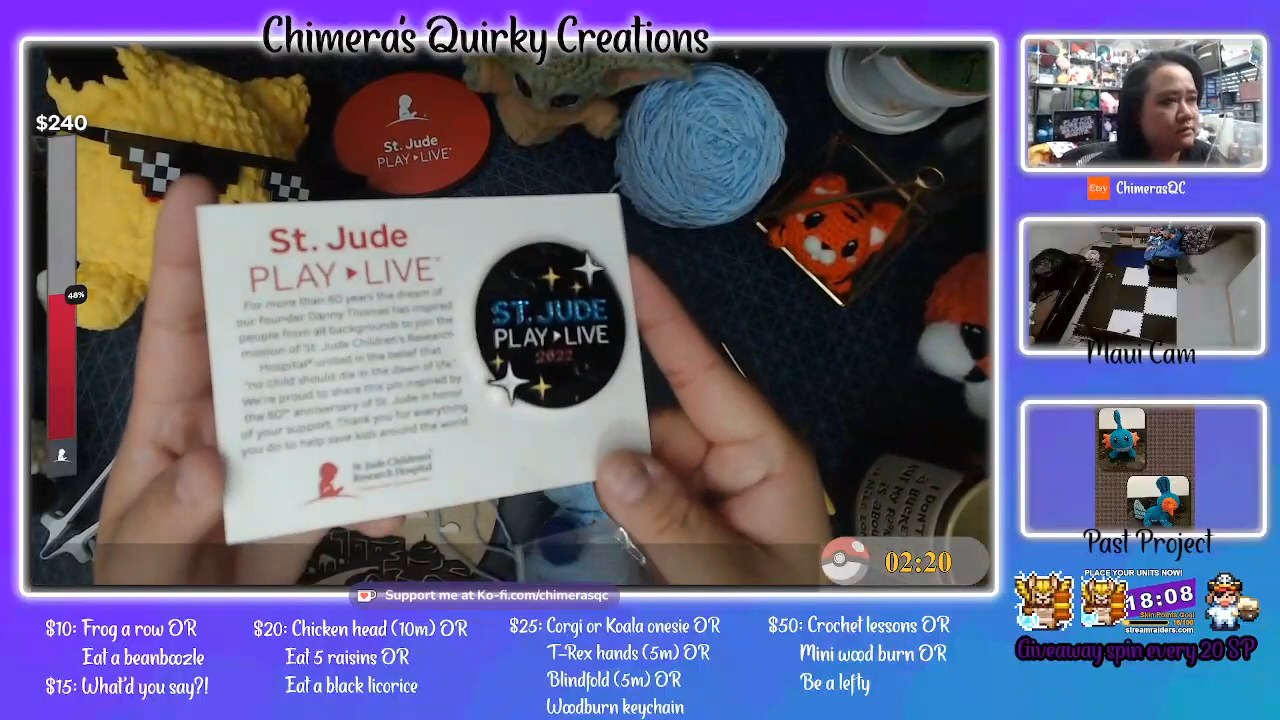 Chimera's Quirky Creations
$240
48%
St. Jude
PLAY LIVE
St. Jude
PLAY LIVE
For more than 60 years the dream of
our founder Danny Thomas has inspired
people from all backgrounds to join the
mission of St. Jude Children's Research
Hospital® united in the belief that
"no child should die in the dawn of life."
We're proud to share this pin inspired by
the 60th anniversary of St. Jude in honor
of your support. Thank you for everything
you do to help save kids around the world.
St. Jude Children's
Research Hospital
ST. JUDE
PLAY LIVE
2022
I DON'T
02:20
Support me at Ko-fi.com/chimerasqc
Etsy
ChimerasQC
Maui Cam
Past Project
PLACE YOUR UNITS NOW!
18:08
Skin Points Goal
streamraiders.com
Giveaway spin every 20 SP
$10: Frog a row OR
Eat a beanboozle
$15: What'd you say?!
$20: Chicken head (10m) OR
Eat 5 raisins OR
Eat a black licorice
$25: Corgi or Koala onesie OR
T-Rex hands (5m) OR
Blindfold (5m) OR
Woodburn keychain
$50: Crochet lessons OR
Mini wood burn OR
Be a lefty